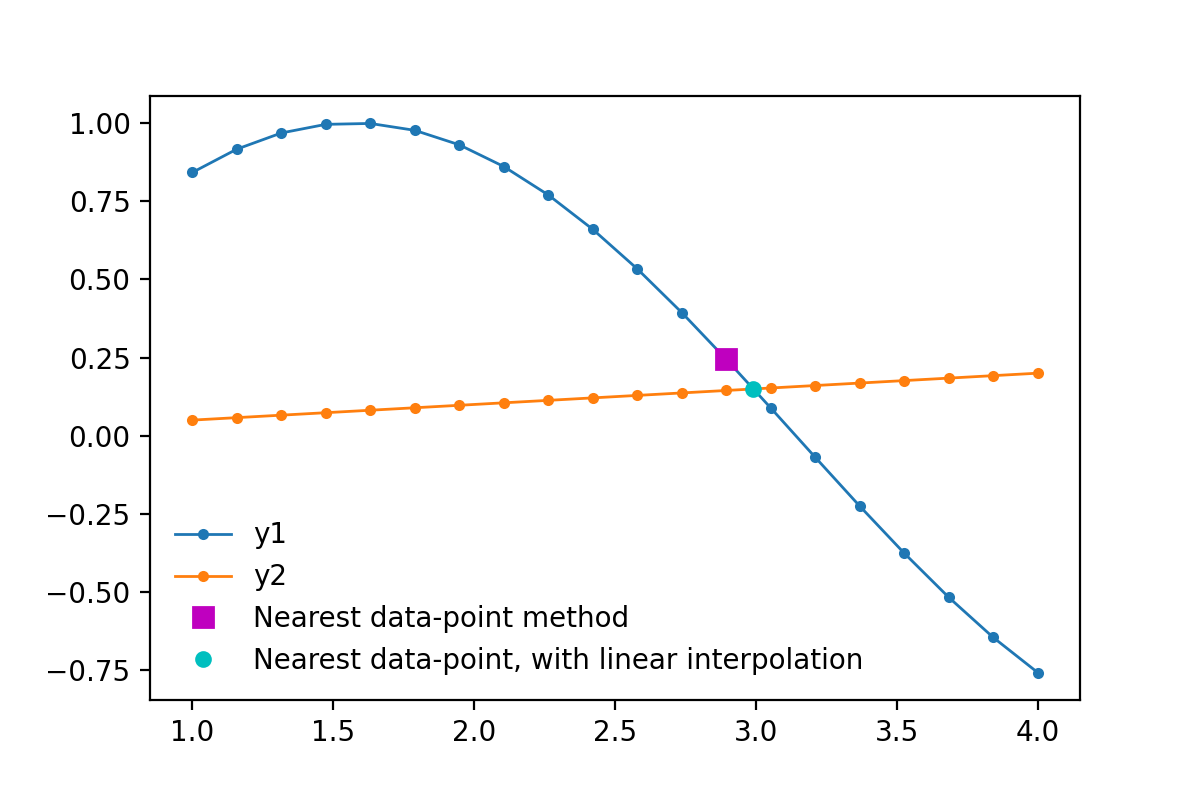 1.00
0.75
0.50
0.25
0.00
−0.25
−0.50
−0.75
y1
y2
Nearest data-point method
Nearest data-point, with linear interpolation
1.0 1.5 2.0 2.5 3.0 3.5 4.0